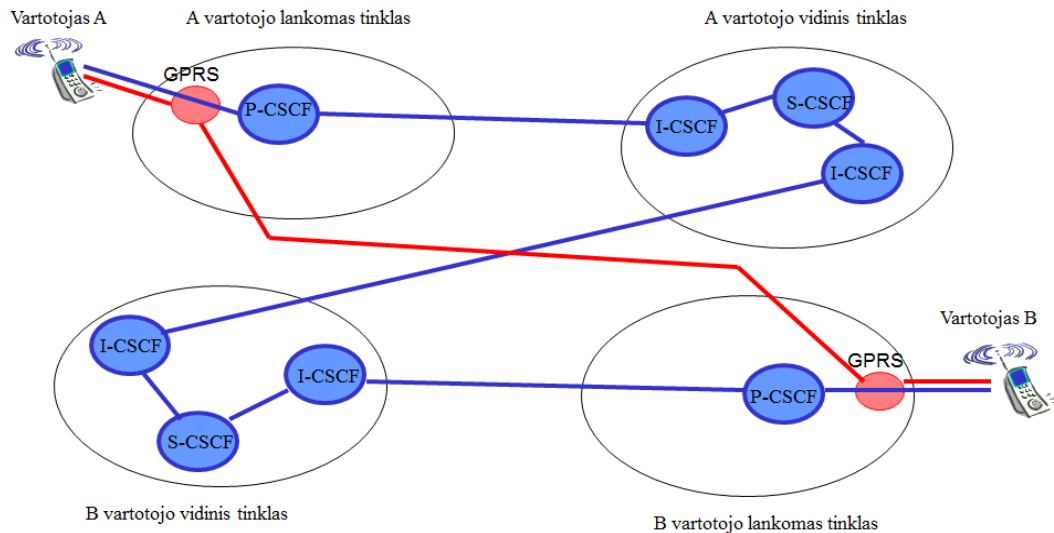 Vartotojas A
A vartotojo lankomas tinklas
A vartotojo vidinis tinklas
GPRS
P-CSCF
I-CSCF
S-CSCF
I-CSCF
I-CSCF
I-CSCF
S-CSCF
Vartotojas B
GPRS
P-CSCF
B vartotojo vidinis tinklas
B vartotojo lankomas tinklas